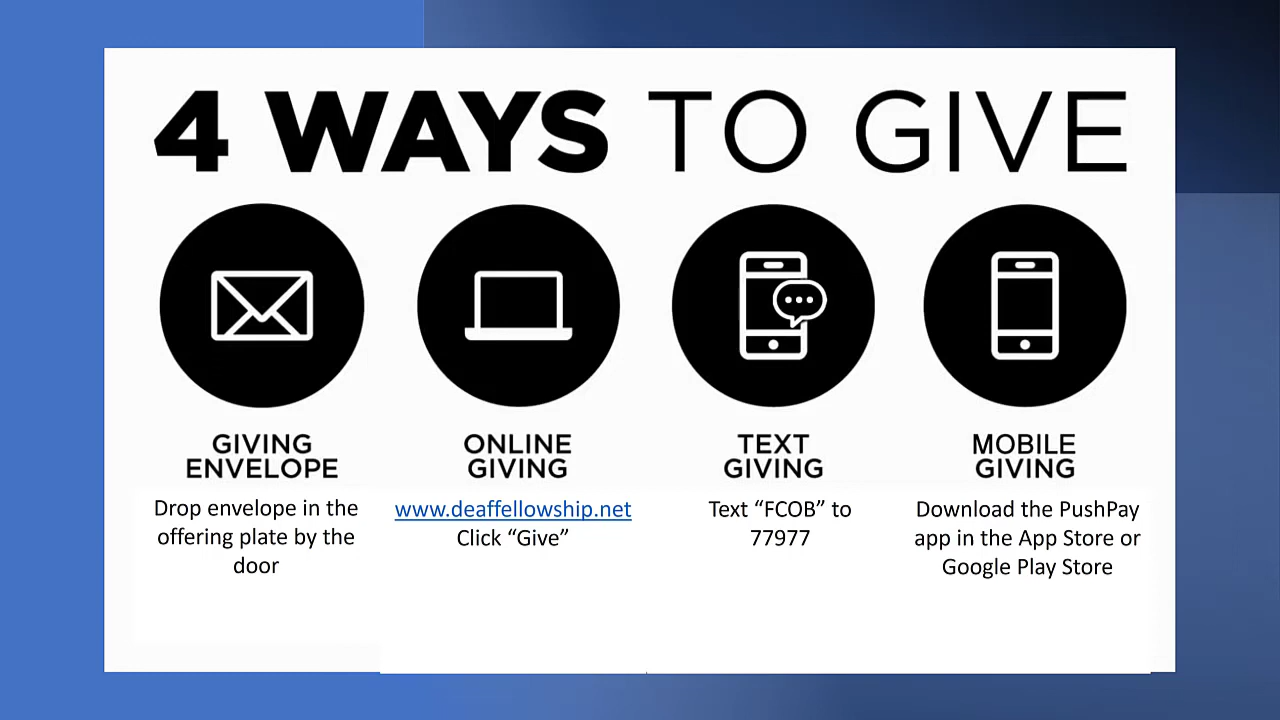 4 WAYS TO GIVE
GIVING
ENVELOPE
Drop envelope in the
offering plate by the
door
ONLINE
GIVING
www.deaffellowship.net
Click “Give”
TEXT
GIVING
Text “FCOB” to
77977
MOBILE
GIVING
Download the PushPay
app in the App Store or
Google Play Store